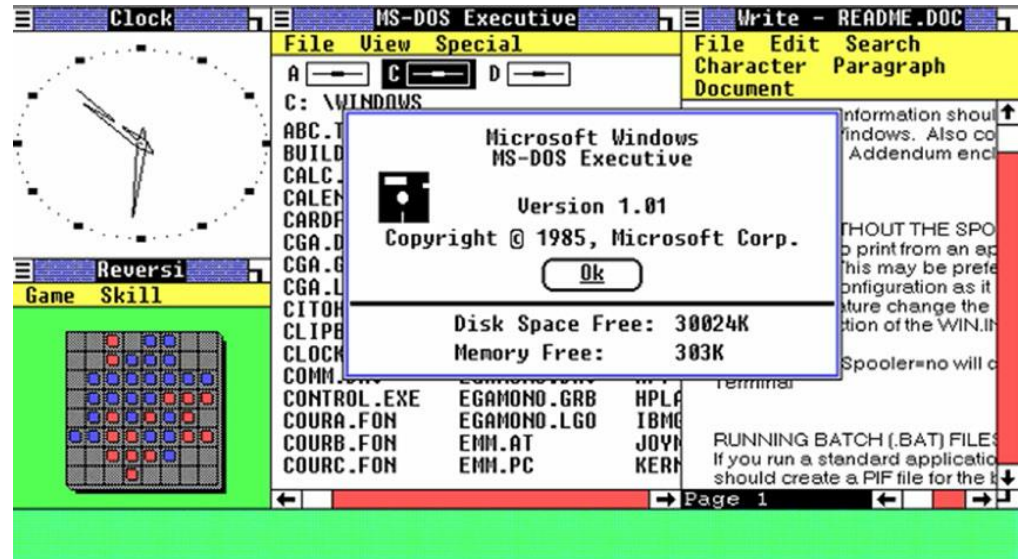 Clock
Reversi
Game Skill
MS-DOS Executive
File View Special
A C D
C: \WINDOWS
ABC.T
BUILD
CALC.
CALEN
CARDF
CGA.D
CGA.G
CGA.L
CITOH
CLIPB
CLOCK
COMM.
CONTROL.EXE EGAMONO.GRB HPLA
COURA.FON EGAMONO.LGO IBMG
COURB.FON EMM.AT JOYM
COURC.FON EMM.PC KERN
Microsoft Windows
MS-DOS Executive
Version 1.01
Copyright © 1985, Microsoft Corp.
Ok
Disk Space Free: 30024K
Memory Free: 303K
Write - README.DOC
File Edit Search
Character Paragraph
Document
nformation shoul
indows. Also co
Addendum encl
THOUT THE SPO
o print from an ap
his may be prefe
onfiguration as it
ature change the
ction of the WIN.IN
Spooler=no will c
Terminal
RUNNING BATCH (.BAT) FILES
If you run a standard applicatio
should create a PIF file for the b
Page 1